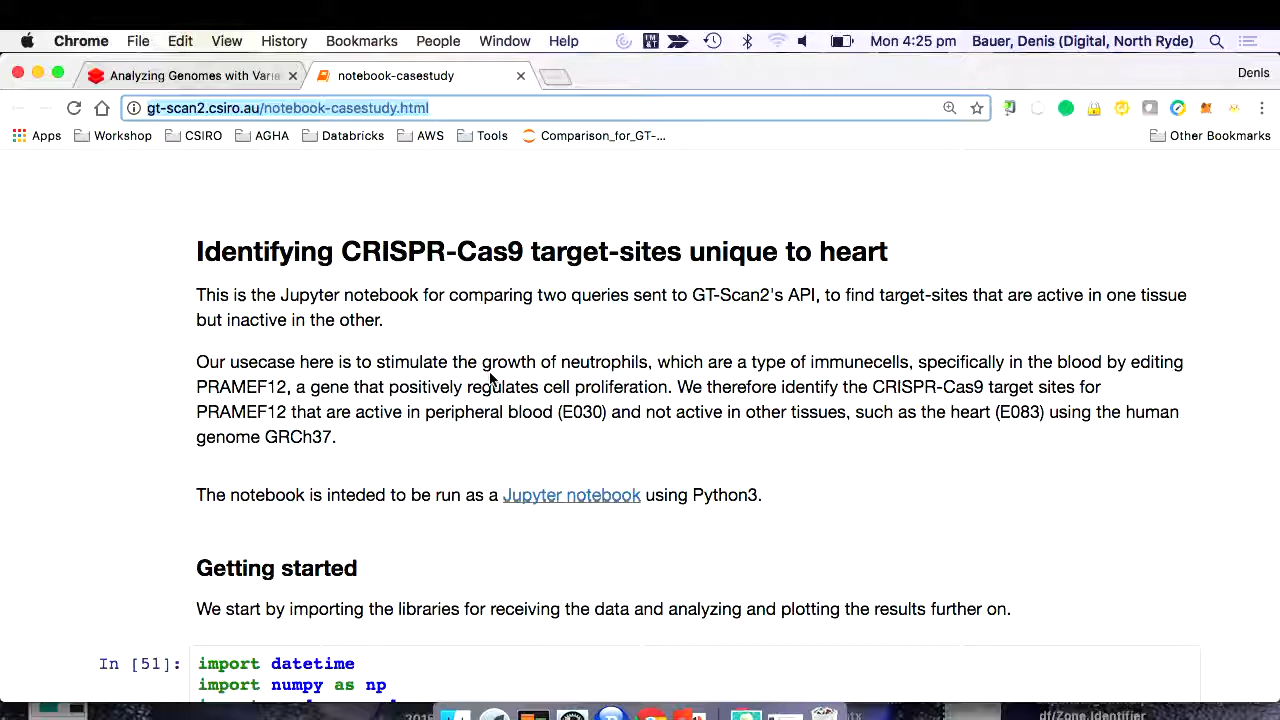 Chrome File Edit View History Bookmarks People Window Help Mon 4:25 pm Bauer, Denis (Digital, North Ryde)
Analyzing Genomes with Varia notebook-casestudy Denis
gt-scan2.csiro.au/notebook-casestudy.html
Apps Workshop CSIRO AGHA Databricks AWS Tools Comparison_for_GT-... Other Bookmarks
Identifying CRISPR-Cas9 target-sites unique to heart
This is the Jupyter notebook for comparing two queries sent to GT-Scan2's API, to find target-sites that are active in one tissue
but inactive in the other.
Our usecase here is to stimulate the growth of neutrophils, which are a type of immunecells, specifically in the blood by editing
PRAMEF12, a gene that positively regulates cell proliferation. We therefore identify the CRISPR-Cas9 target sites for
PRAMEF12 that are active in peripheral blood (E030) and not active in other tissues, such as the heart (E083) using the human
genome GRCh37.
The notebook is inteded to be run as a Jupyter notebook using Python3.
Getting started
We start by importing the libraries for receiving the data and analyzing and plotting the results further on.
In [51]: import datetime
import numpy as np